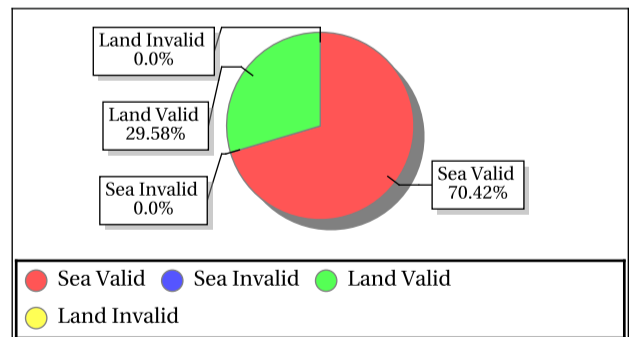 Land Invalid
0.0%
Land Valid
29.58%
Sea Invalid
0.0%
Sea Valid
70.42%
Sea Valid
Sea Invalid
Land Valid
Land Invalid